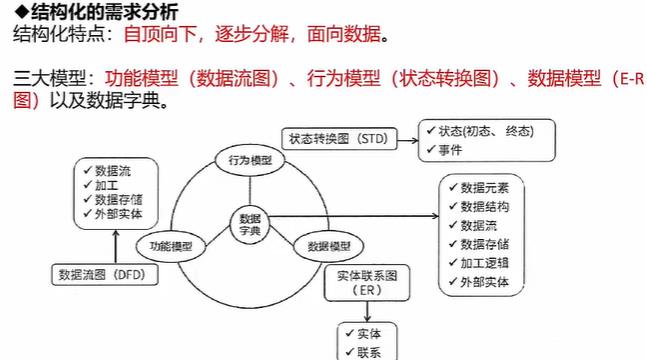 ◆结构化的需求分析
结构化特点：自顶向下，逐步分解，面向数据。
三大模型：功能模型（数据流图）、行为模型（状态转换图）、数据模型（E-R
图）以及数据字典。
状态转换图（STD）
✓ 状态(初态、 终态)
✓ 事件
行为模型
✓ 数据流
✓ 加工
✓ 数据存储
✓ 外部实体
数据
字典
✓ 数据元素
✓ 数据结构
✓ 数据流
✓ 数据存储
✓ 加工逻辑
✓ 外部实体
功能模型
数据模型
数据流图（DFD）
实体联系图
（ER）
✓ 实体
✓ 联系